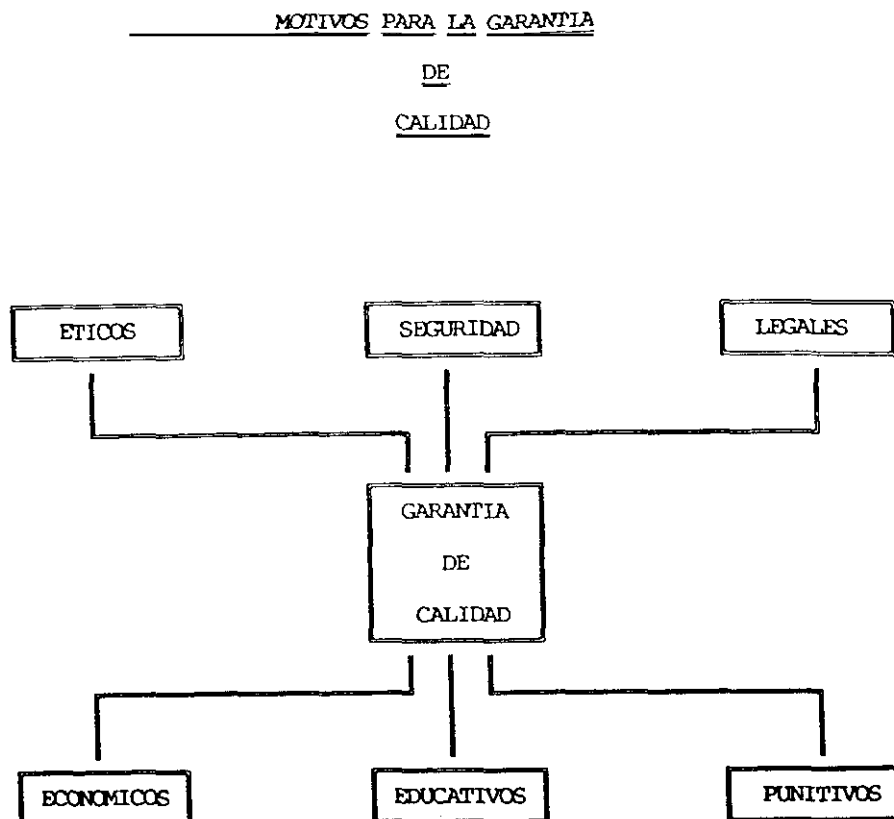 MOTIVOS PARA LA GARANTIA
DE
CALIDAD
ETICOS
SEGURIDAD
LEGALES
GARANTIA
DE
CALIDAD
ECONOMICOS
EDUCATIVOS
PUNITIVOS